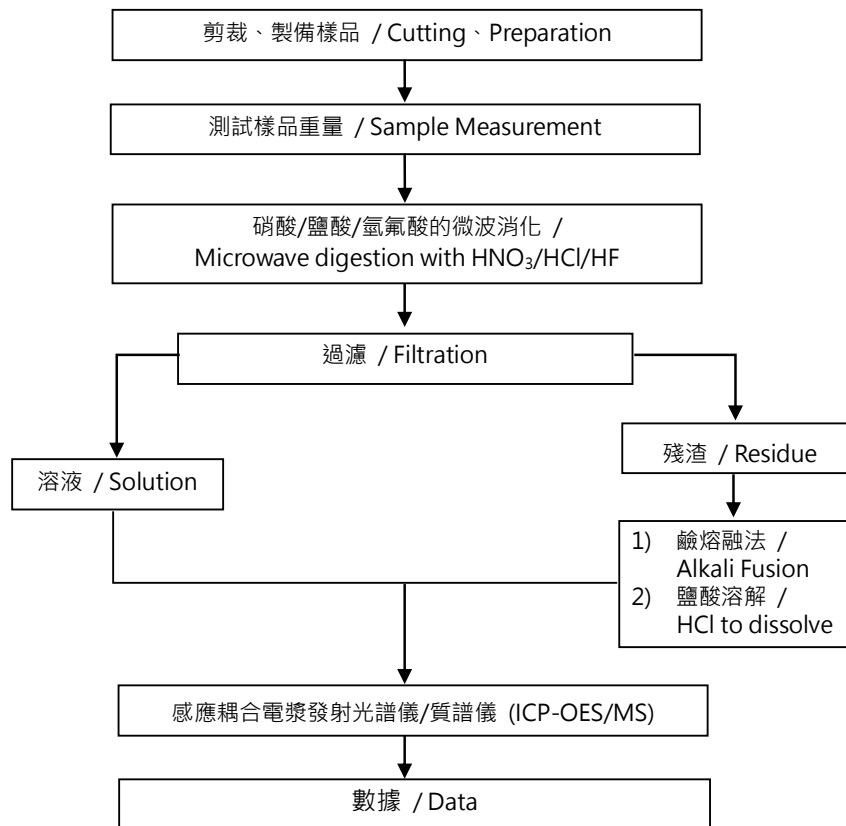 剪裁、製備樣品 / Cutting、Preparation
測試樣品重量 / Sample Measurement
硝酸/鹽酸/氫氟酸的微波消化 /
Microwave digestion with HNO₃/HCl/HF
過濾 / Filtration
溶液 / Solution
殘渣 / Residue
1) 鹼熔融法 /
Alkali Fusion
2) 鹽酸溶解 /
HCl to dissolve
感應耦合電漿發射光譜儀/質譜儀 (ICP-OES/MS)
數據 / Data